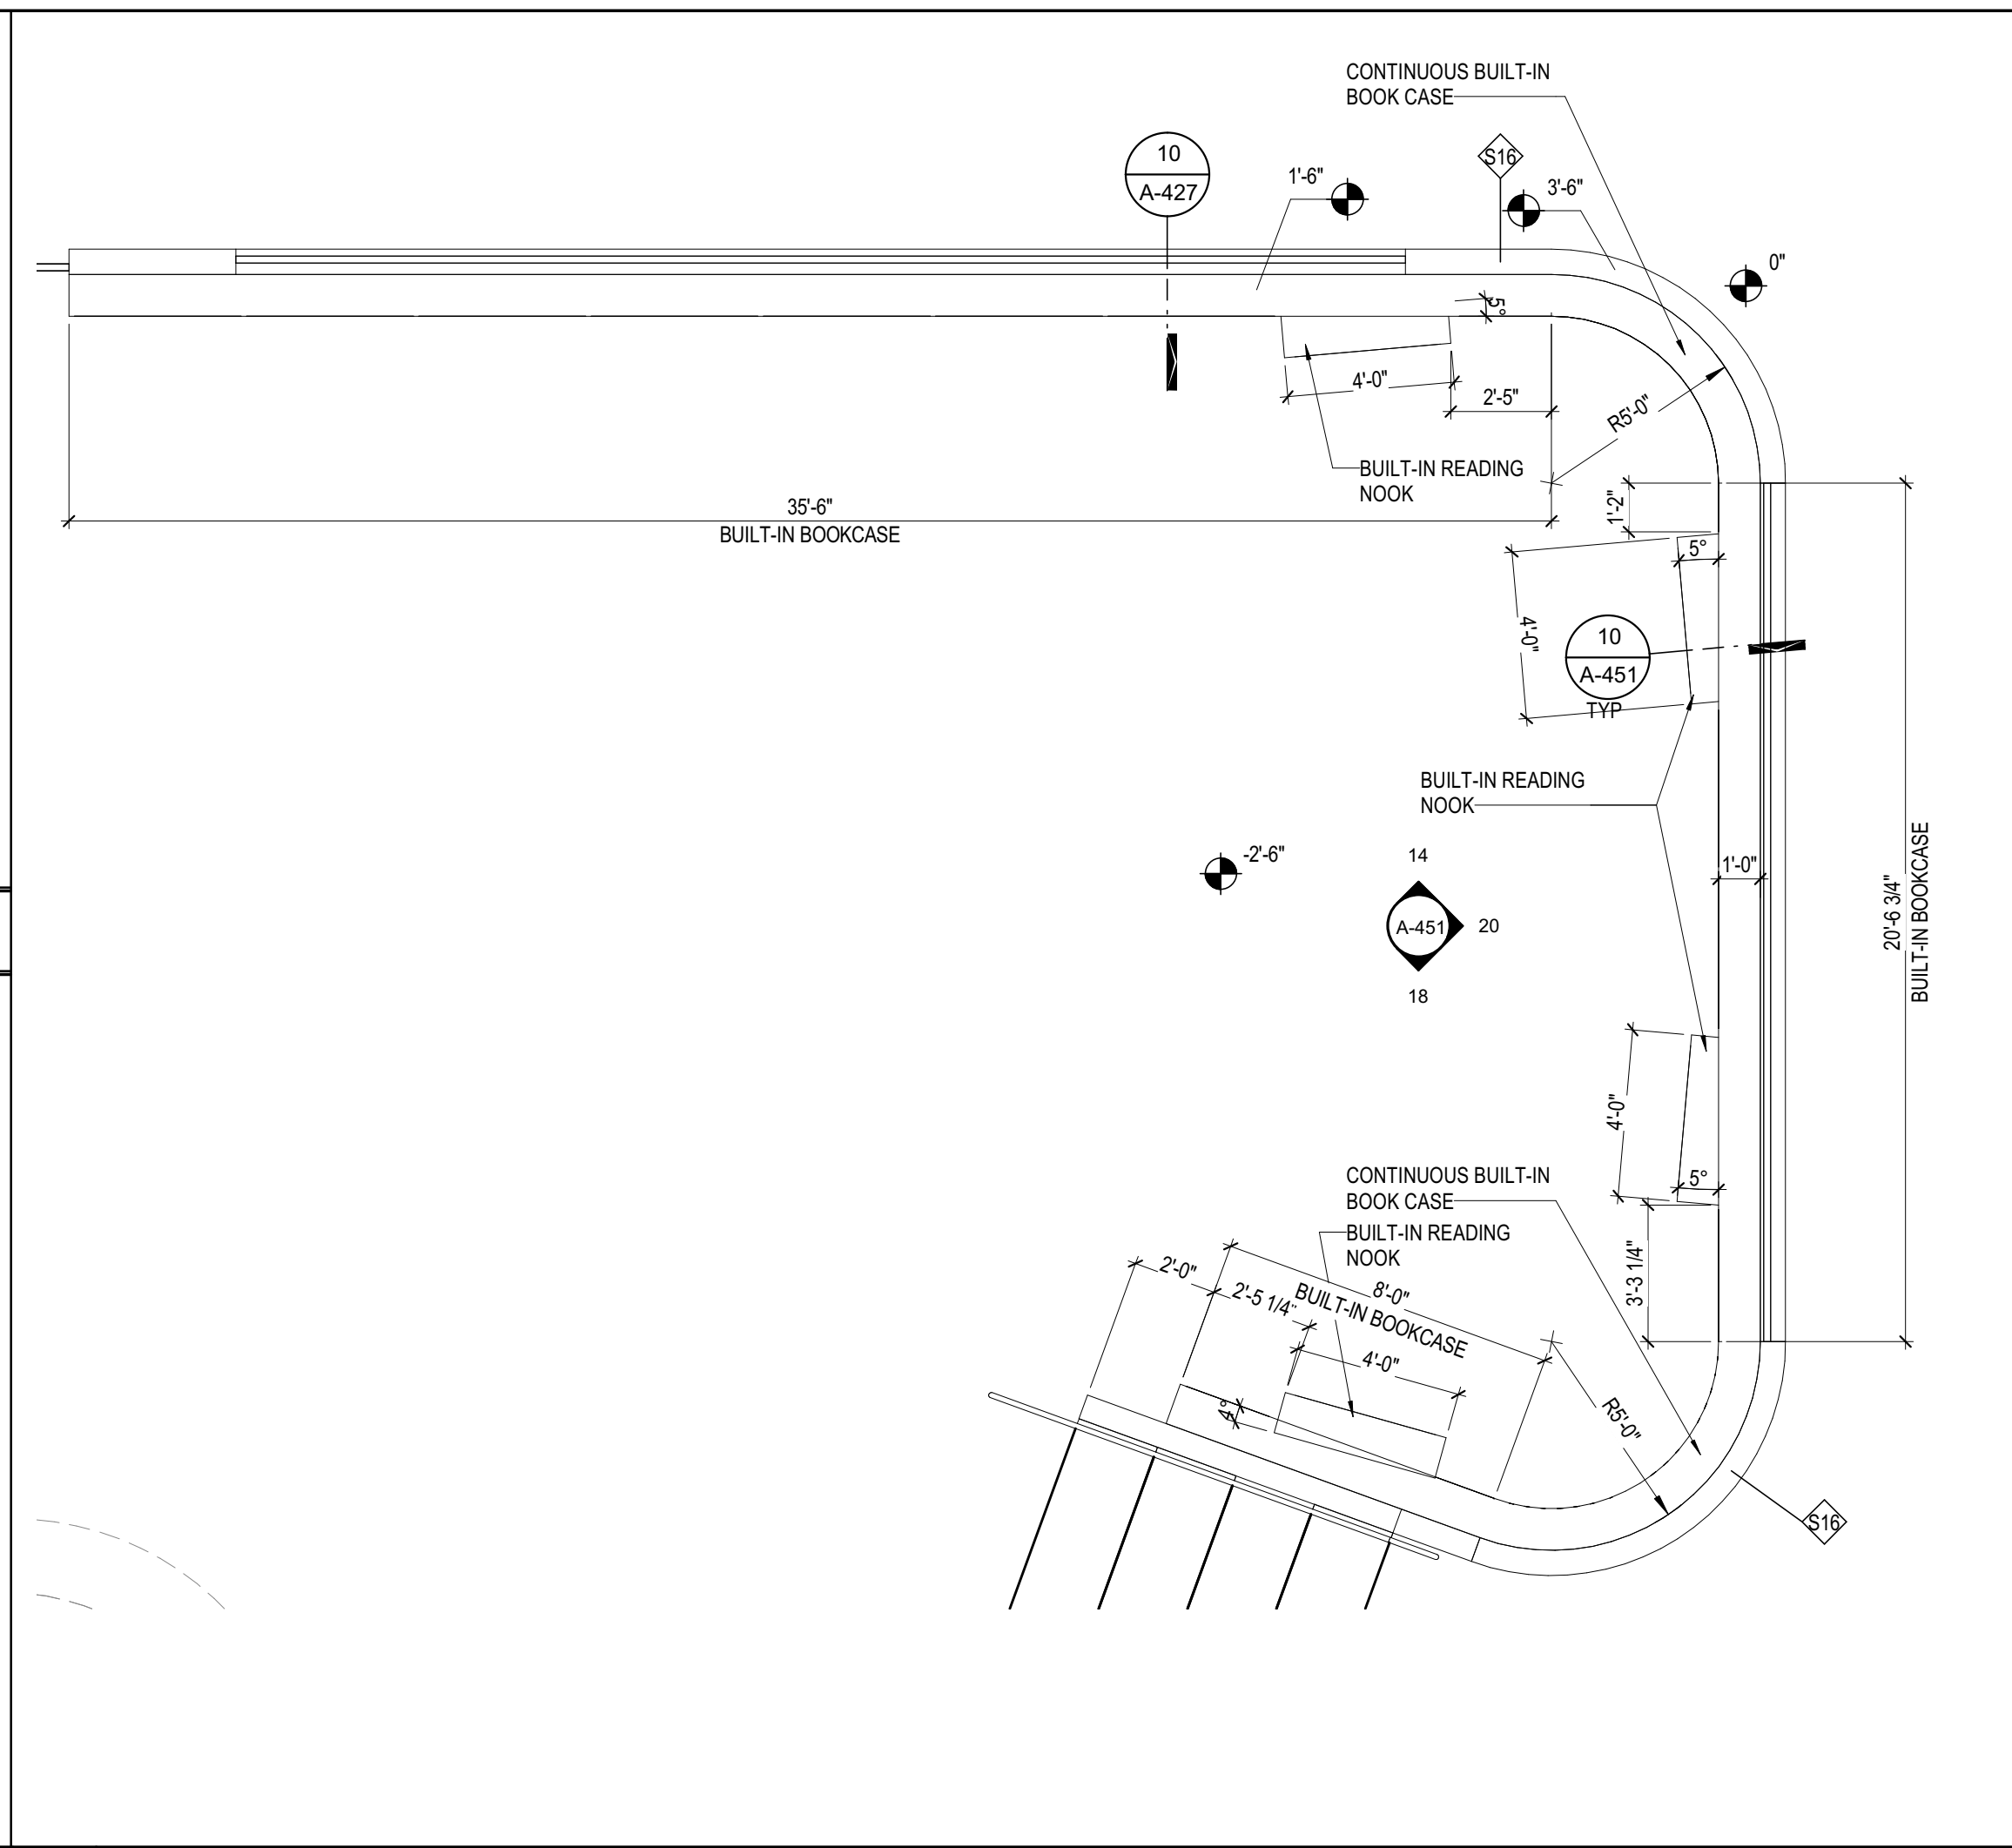 CONTINUOUS BUILT-IN
BOOK CASE
10
A-427
S16
1'-6"
3'-6"
0"
5°
4'-0"
2'-5"
R5'-0"
BUILT-IN READING
NOOK
35'-6"
BUILT-IN BOOKCASE
1'-2"
5°
4'-0"
10
A-451
TYP
BUILT-IN READING
NOOK
-2'-6"
14
A-451
20
18
1'-0"
20'-6 3/4"
BUILT-IN BOOKCASE
4'-0"
5°
CONTINUOUS BUILT-IN
BOOK CASE
BUILT-IN READING
NOOK
3'-3 1/4"
2'-0"
2'-5 1/4"
8'-0"
BUILT-IN BOOKCASE
4'-0"
4°
R5'-0"
S16